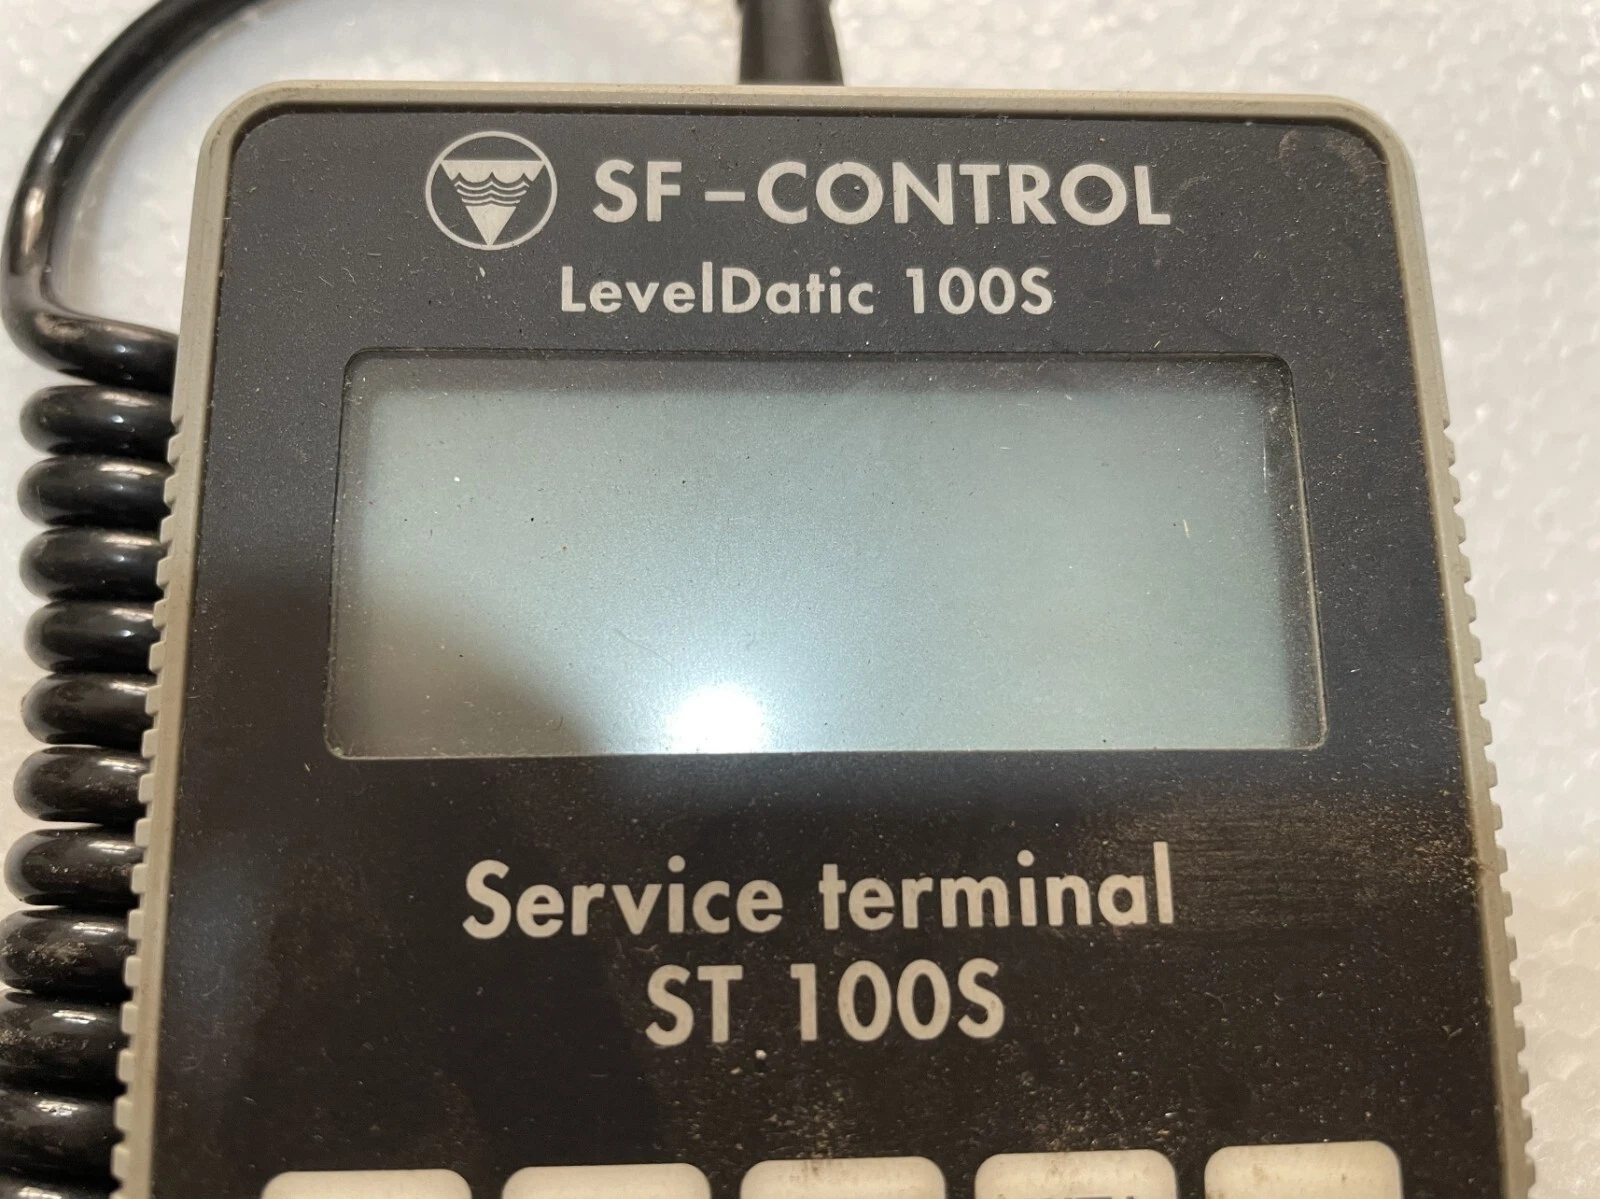 SF-CONTROL
LevelDatic 100S
Service terminal
ST 100S